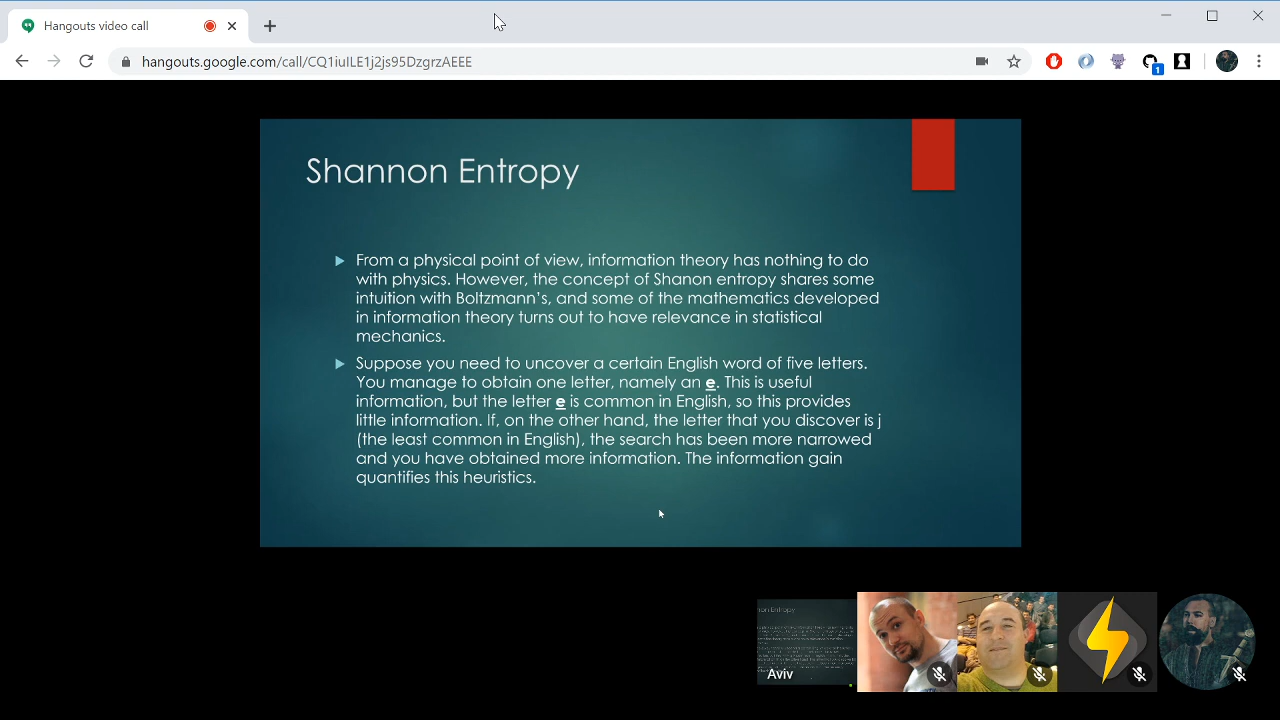 Hangouts video call
hangouts.google.com/call/CQ1iuILE1j2js95DzgrzAEEE
1
Shannon Entropy
From a physical point of view, information theory has nothing to do
with physics. However, the concept of Shanon entropy shares some
intuition with Boltzmann's, and some of the mathematics developed
in information theory turns out to have relevance in statistical
mechanics.
Suppose you need to uncover a certain English word of five letters.
You manage to obtain one letter, namely an e. This is useful
information, but the letter e is common in English, so this provides
little information. If, on the other hand, the letter that you discover is j
(the least common in English), the search has been more narrowed
and you have obtained more information. The information gain
quantifies this heuristics.
Aviv